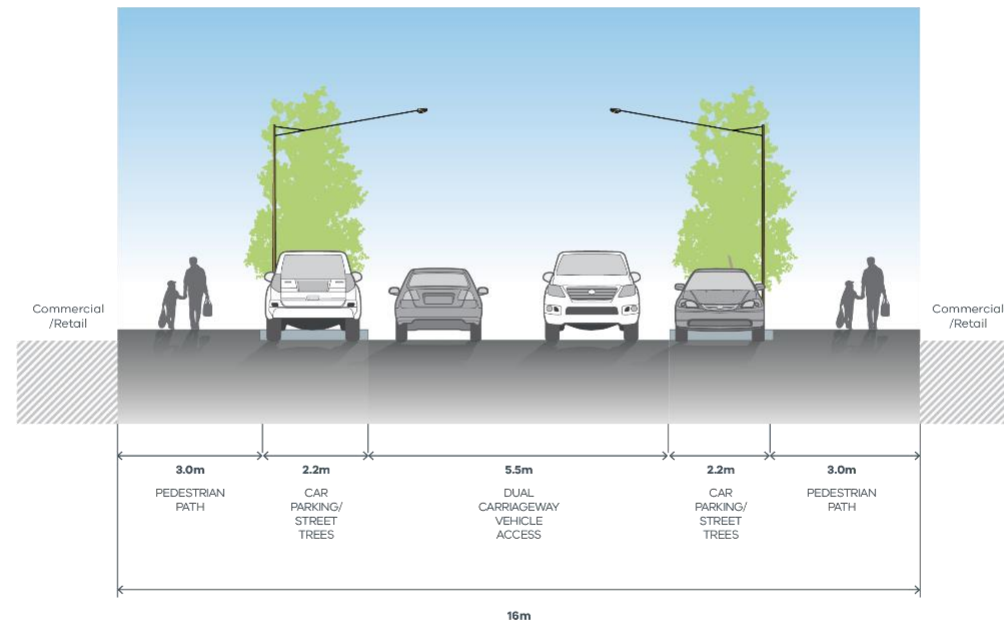 Commercial
/Retail
Commercial
/Retail
3.0m
2.2m
5.5m
2.2m
3.0m
PEDESTRIAN
PATH
CAR
PARKING/
STREET
TREES
DUAL
CARRIAGEWAY
VEHICLE
ACCESS
CAR
PARKING/
STREET
TREES
PEDESTRIAN
PATH
16m